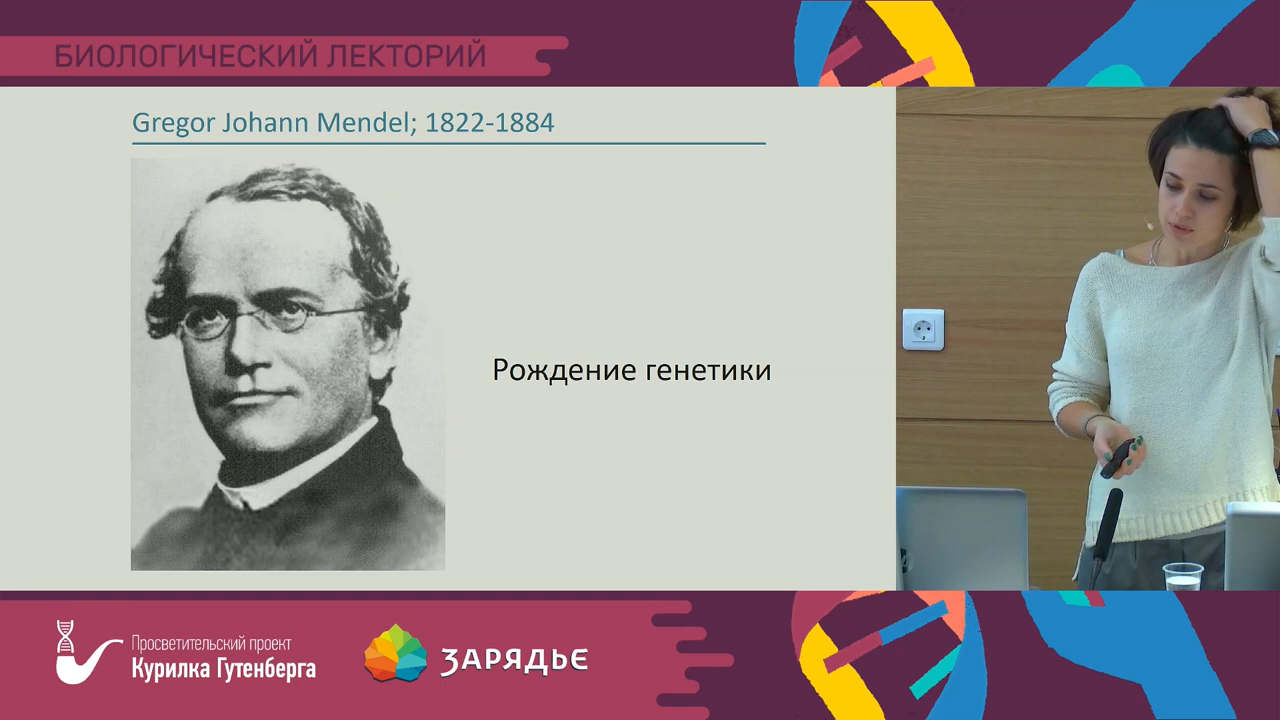 БИОЛОГИЧЕСКИЙ ЛЕКТОРИЙ
Gregor Johann Mendel; 1822-1884
Рождение генетики
Просветительский проект
Курилка Гутенберга
ЗАРЯДЬЕ